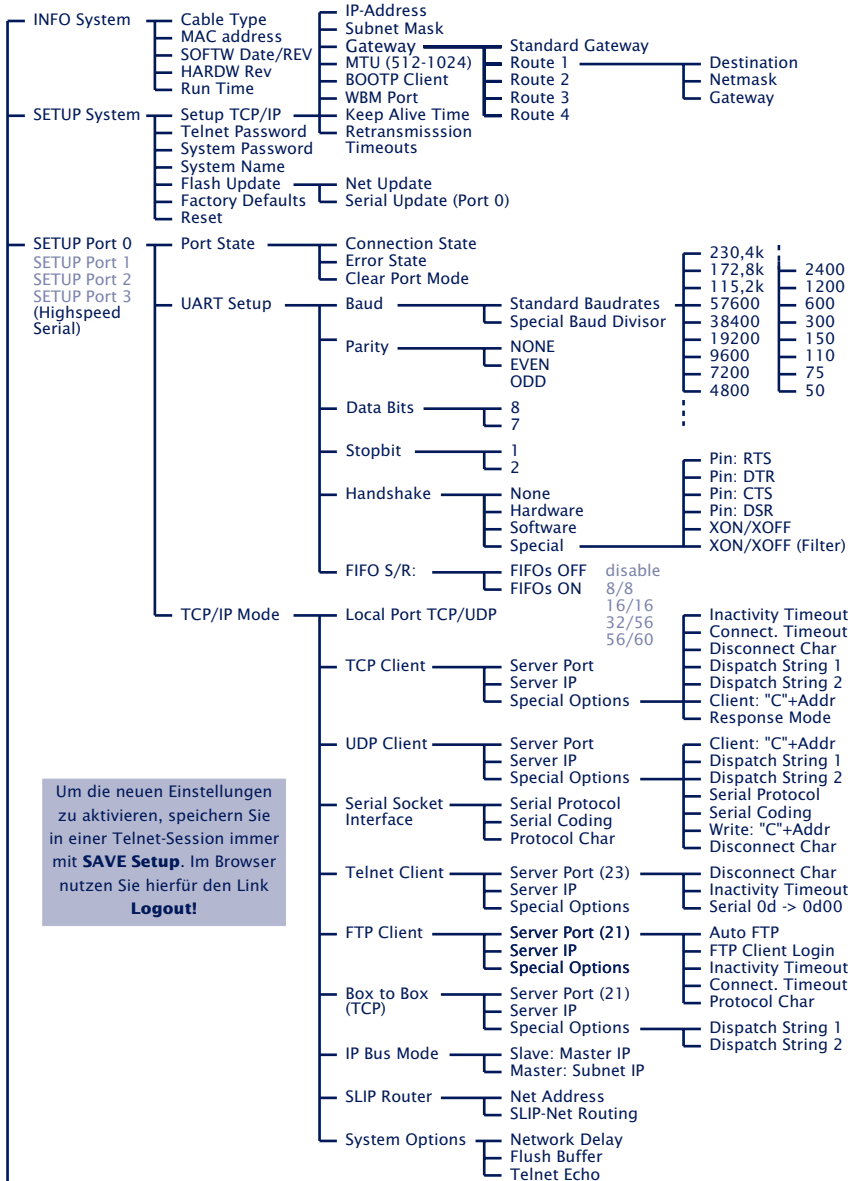 INFO System
Cable Type
MAC address
SOFTW Date/REV
HARDW Rev
Run Time
SETUP System
Setup TCP/IP
IP-Address
Subnet Mask
Gateway
Standard Gateway
Route 1
Destination
Netmask
Gateway
Route 2
Route 3
Route 4
MTU (512-1024)
BOOTP Client
WBM Port
Keep Alive Time
Retransmisssion
Timeouts
Telnet Password
System Password
System Name
Flash Update
Net Update
Serial Update (Port 0)
Factory Defaults
Reset
SETUP Port 0
SETUP Port 1
SETUP Port 2
SETUP Port 3
(Highspeed
Serial)
Port State
Connection State
Error State
Clear Port Mode
UART Setup
Baud
Standard Baudrates
230,4k
172,8k
115,2k
57600
38400
19200
9600
7200
4800
2400
1200
600
300
150
110
75
50
Special Baud Divisor
Parity
NONE
EVEN
ODD
Data Bits
8
7
Stopbit
1
2
Handshake
None
Hardware
Software
Special
Pin: RTS
Pin: DTR
Pin: CTS
Pin: DSR
XON/XOFF
XON/XOFF (Filter)
FIFO S/R:
FIFOs OFF
FIFOs ON
disable
8/8
16/16
32/56
56/60
TCP/IP Mode
Local Port TCP/UDP
TCP Client
Server Port
Server IP
Special Options
Inactivity Timeout
Connect. Timeout
Disconnect Char
Dispatch String 1
Dispatch String 2
Client: "C"+Addr
Response Mode
UDP Client
Server Port
Server IP
Special Options
Client: "C"+Addr
Dispatch String 1
Dispatch String 2
Serial Protocol
Serial Coding
Write: "C"+Addr
Disconnect Char
Serial Socket
Interface
Serial Protocol
Serial Coding
Protocol Char
Telnet Client
Server Port (23)
Server IP
Special Options
Disconnect Char
Inactivity Timeout
Serial 0d -> 0d00
FTP Client
Server Port (21)
Server IP
Special Options
Auto FTP
FTP Client Login
Inactivity Timeout
Connect. Timeout
Protocol Char
Box to Box
(TCP)
Server Port (21)
Server IP
Special Options
Dispatch String 1
Dispatch String 2
IP Bus Mode
Slave: Master IP
Master: Subnet IP
SLIP Router
Net Address
SLIP-Net Routing
System Options
Network Delay
Flush Buffer
Telnet Echo
Um die neuen Einstellungen
zu aktivieren, speichern Sie
in einer Telnet-Session immer
mit SAVE Setup. Im Browser
nutzen Sie hierfür den Link
Logout!